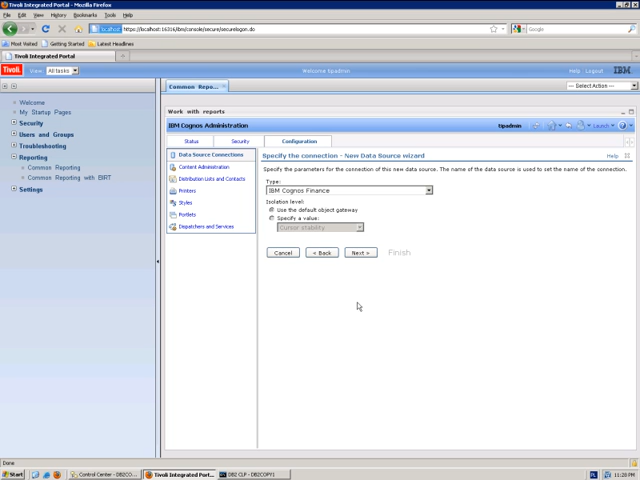 Tivoli Integrated Portal - Mozilla Firefox
File Edit View History Bookmarks Tools Help
localhost https://localhost:16316/ibm/console/secure/securelogon.do
Google
Most Visited Getting Started Latest Headlines
Tivoli Integrated Portal
Tivoli View: All tasks Welcome tipadmin Help Logout IBM
Common Repo... --- Select Action ---
Welcome
My Startup Pages
Security
Users and Groups
Troubleshooting
Reporting
Common Reporting
Common Reporting with BIRT
Settings
Work with reports
IBM Cognos Administration tipadmin Launch
Status Security Configuration
Data Source Connections
Content Administration
Distribution Lists and Contacts
Printers
Styles
Portlets
Dispatchers and Services
Specify the connection - New Data Source wizard Help
Specify the parameters for the connection of this new data source. The name of the data source is used to set the name of the connection.
Type:
IBM Cognos Finance
Isolation level:
Use the default object gateway
Specify a value:
Cursor stability
Cancel < Back Next > Finish
Done
Start Control Center - DB2CO... Tivoli Integrated Port... DB2 CLP - DB2COPY1 11:28 PM